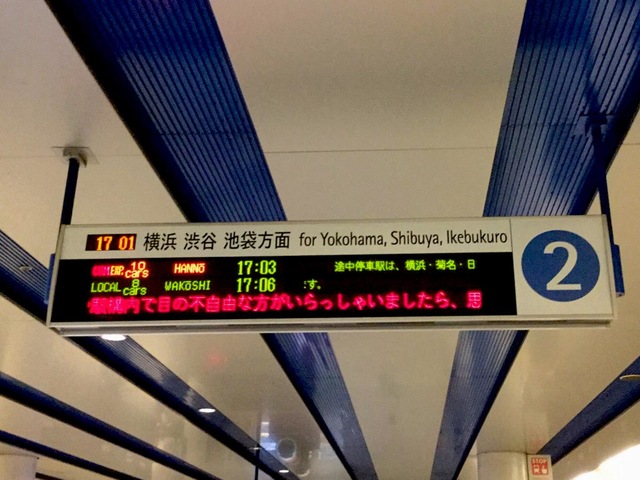 17 01 横浜 渋谷 池袋方面 for Yokohama, Shibuya, Ikebukuro
EXP. 10 cars HANNŌ 17:03 途中停車駅は、横浜・菊名・日
LOCAL 8 cars WAKŌSHI 17:06 す。
構内で目の不自由な方がいらっしゃいましたら、思
2
STOP